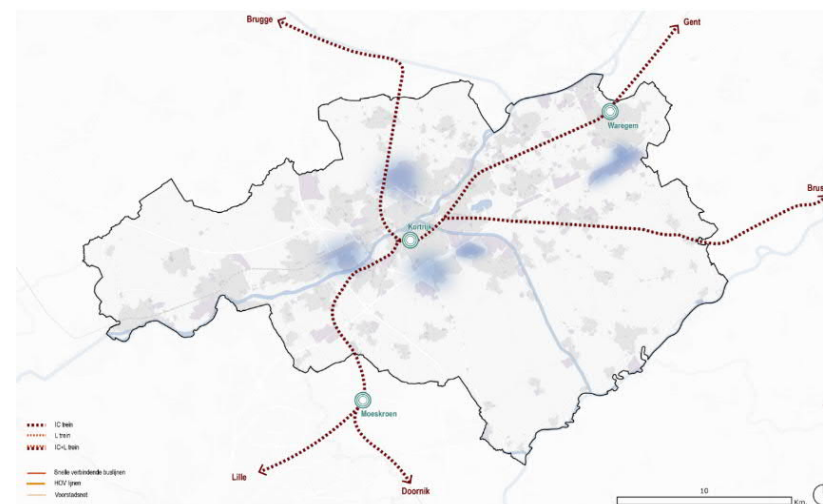 Brugge
Gent
Waregem
Brus
Kortrijk
Moeskroen
Lille
Doornik
IC trein
L trein
IC+L trein
Snelle verbindende buslijnen
HOV lijnen
Voorstadsnet
10
Km